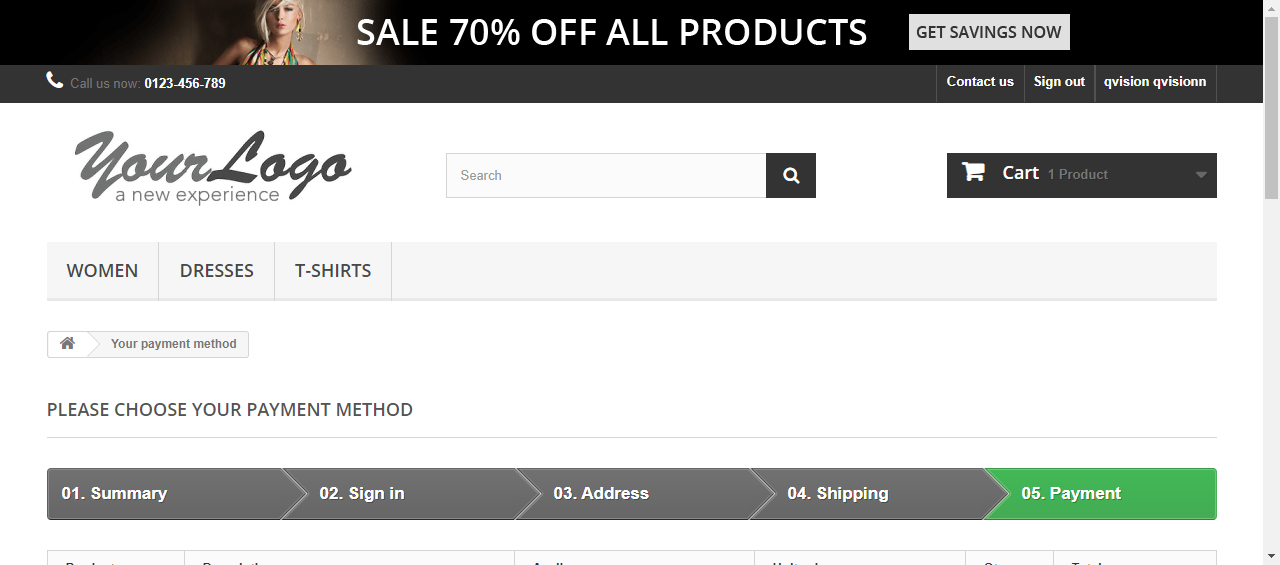 SALE 70% OFF ALL PRODUCTS GET SAVINGS NOW
Call us now: 0123-456-789 Contact us Sign out qvision qvisionn
YourLogo
a new experience
Search
Cart 1 Product
WOMEN DRESSES T-SHIRTS
Your payment method
PLEASE CHOOSE YOUR PAYMENT METHOD
01. Summary 02. Sign in 03. Address 04. Shipping 05. Payment